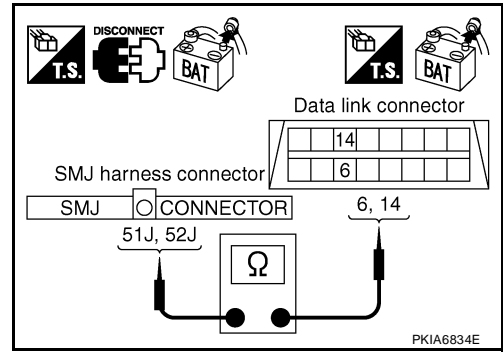 DISCONNECT
T.S.
BAT
T.S.
BAT
Data link connector
14
6
SMJ harness connector
SMJ CONNECTOR
51J, 52J
6, 14
Ω
PKIA6834E